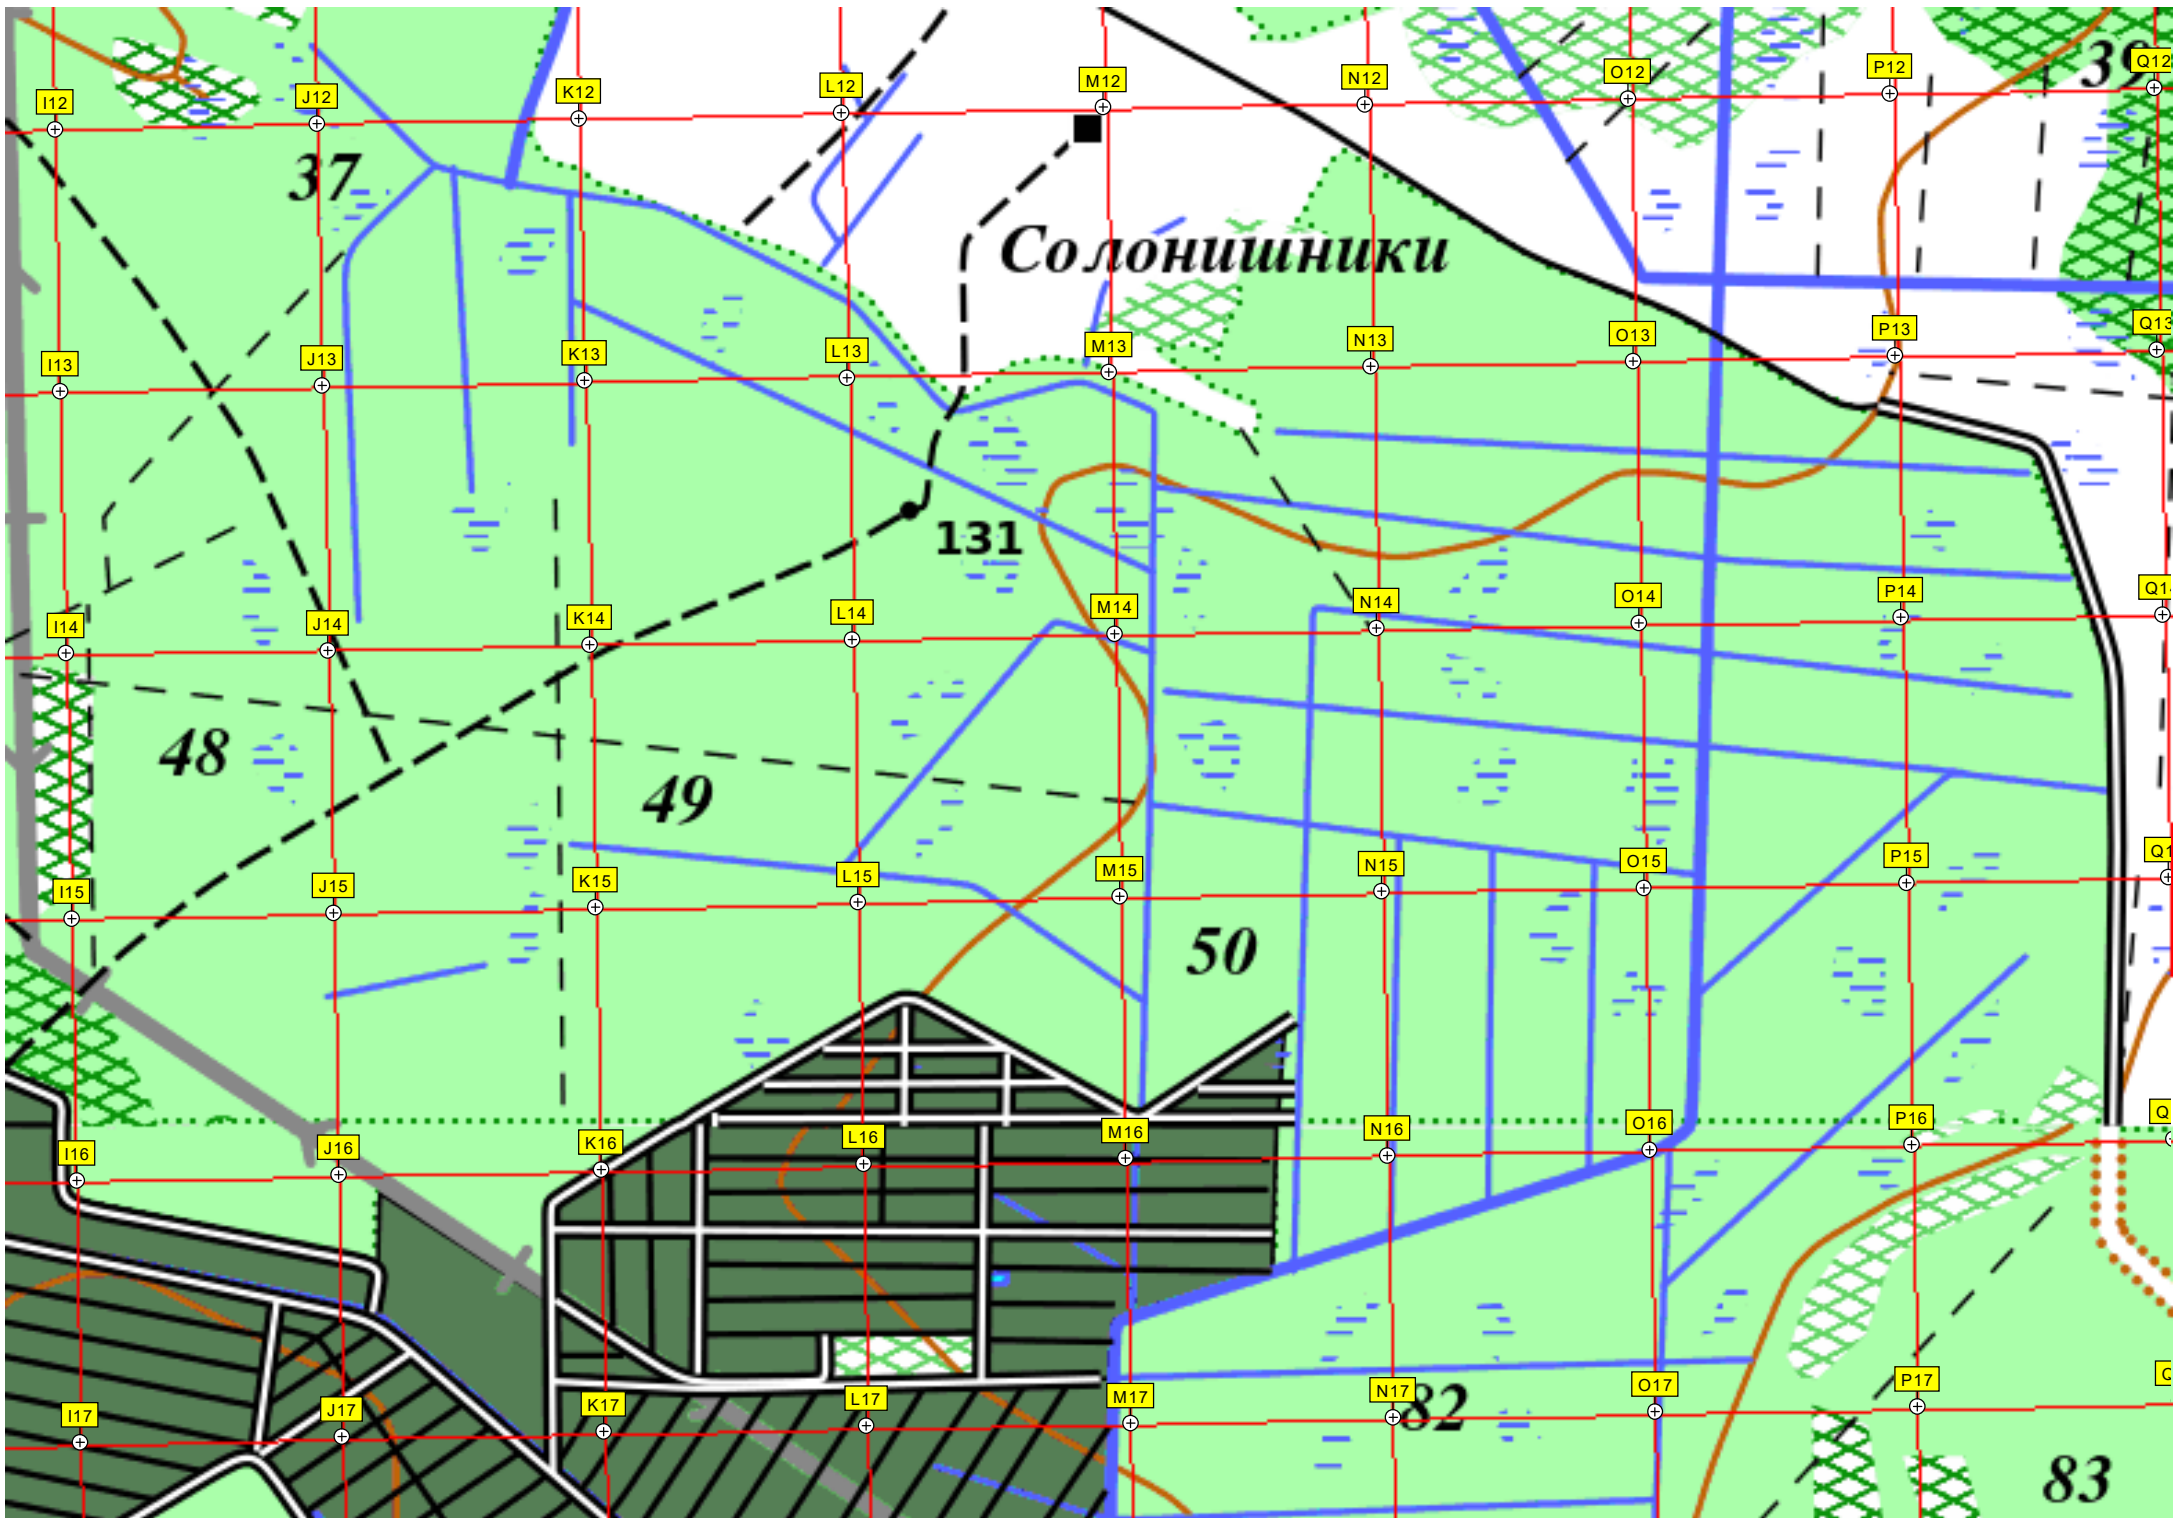 39
I12 J12 K12 L12 M12 N12 O12 P12 Q12
37
Солонишники
I13 J13 K13 L13 M13 N13 O13 P13 Q13
131
I14 J14 K14 L14 M14 N14 O14 P14 Q1
48
49
I15 J15 K15 L15 M15 N15 O15 P15 Q1
50
I16 J16 K16 L16 M16 N16 O16 P16 Q
I17 J17 K17 L17 M17 N17 O17 P17 Q
82
83